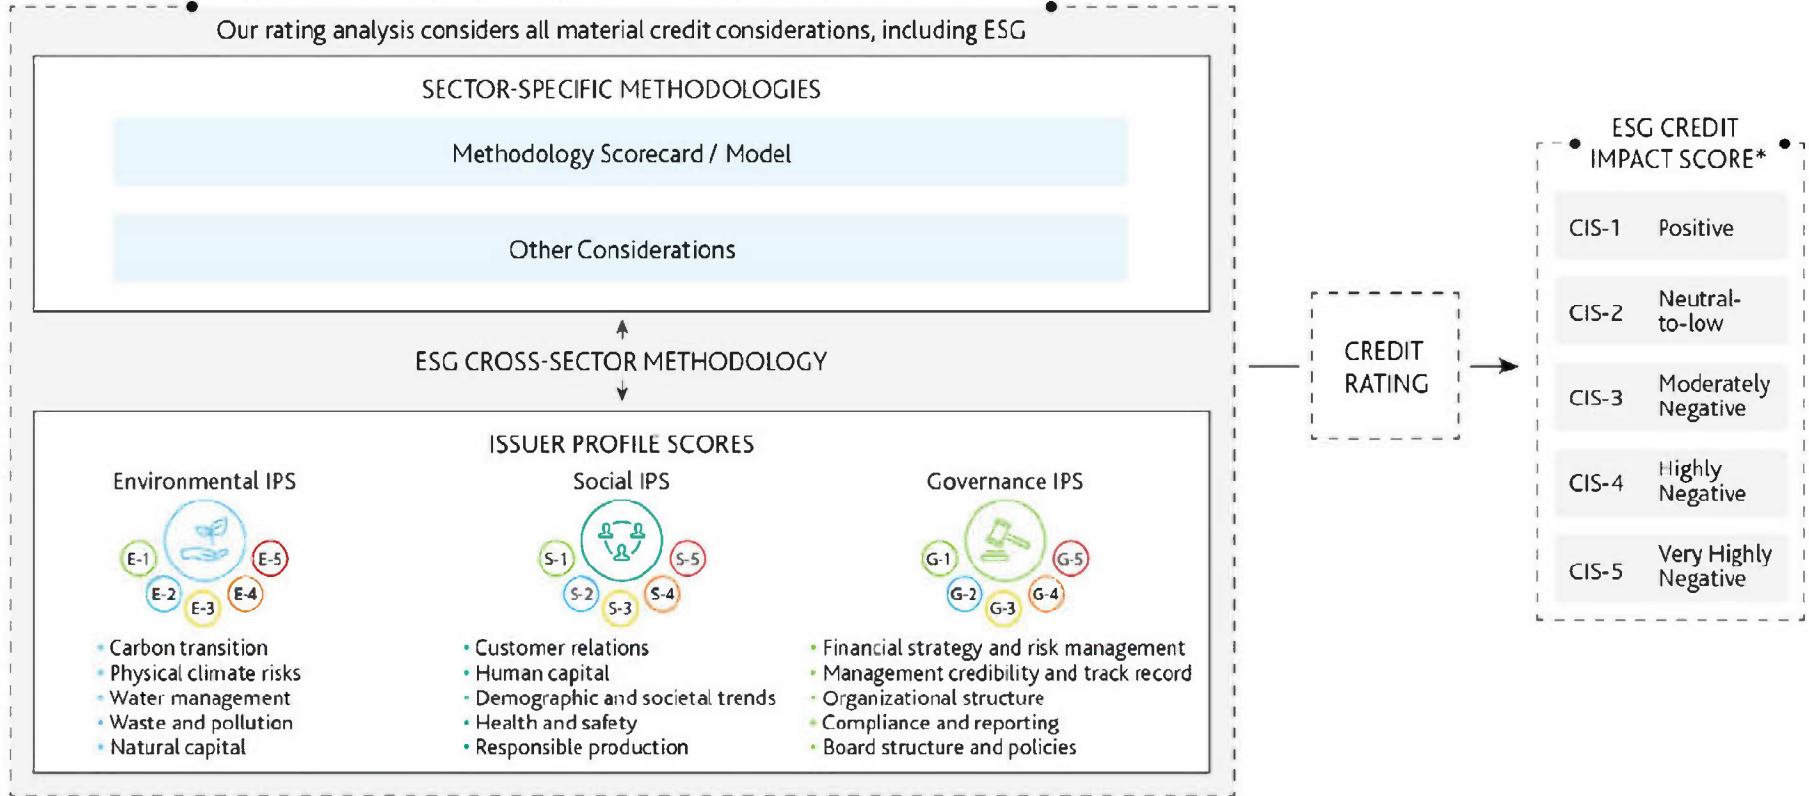 Our rating analysis considers all material credit considerations, including ESG
SECTOR-SPECIFIC METHODOLOGIES
Methodology Scorecard / Model
Other Considerations
ESG CROSS-SECTOR METHODOLOGY
ISSUER PROFILE SCORES
Environmental IPS
E-1
E-2
E-3
E-4
E-5
• Carbon transition
• Physical climate risks
• Water management
• Waste and pollution
• Natural capital
Social IPS
S-1
S-2
S-3
S-4
S-5
• Customer relations
• Human capital
• Demographic and societal trends
• Health and safety
• Responsible production
Governance IPS
G-1
G-2
G-3
G-4
G-5
• Financial strategy and risk management
• Management credibility and track record
• Organizational structure
• Compliance and reporting
• Board structure and policies
CREDIT
RATING
ESG CREDIT
IMPACT SCORE*
CIS-1 Positive
CIS-2 Neutral-
to-low
CIS-3 Moderately
Negative
CIS-4 Highly
Negative
CIS-5 Very Highly
Negative